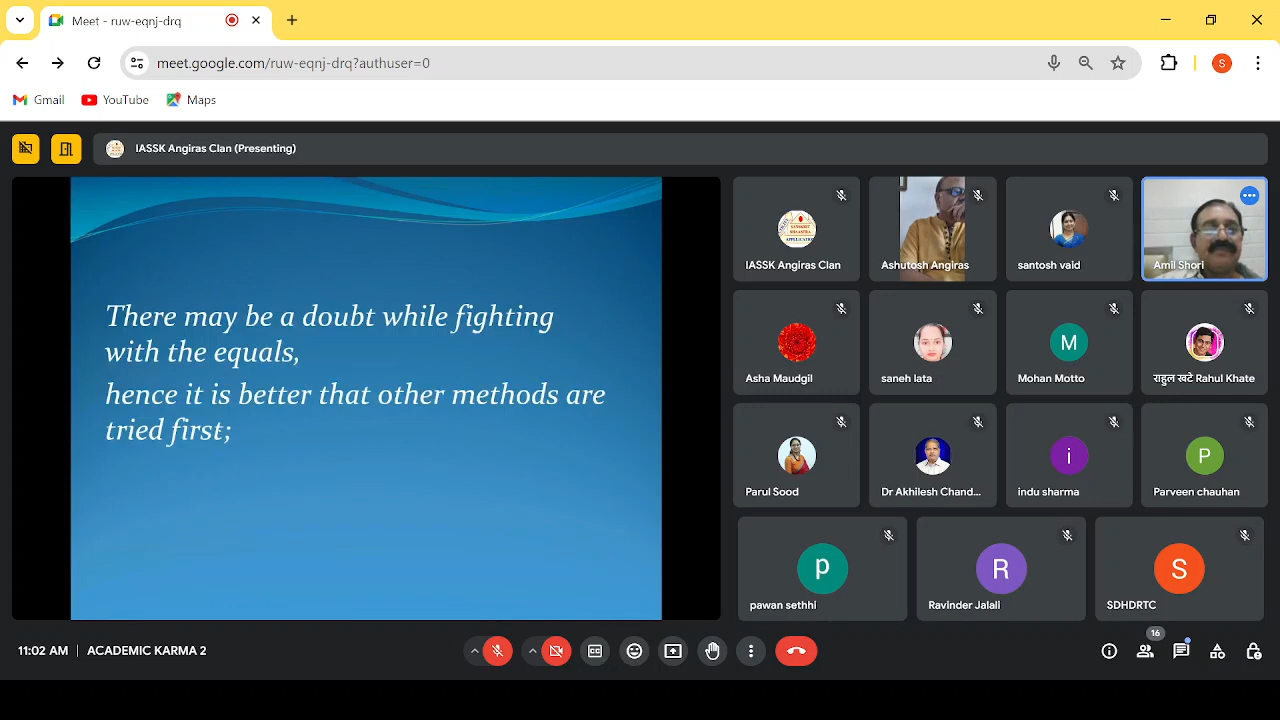 Meet - ruw-eqnj-drq
meet.google.com/ruw-eqnj-drq?authuser=0
S
Gmail
YouTube
Maps
IASSK Angiras Clan (Presenting)
There may be a doubt while fighting
with the equals,
hence it is better that other methods are
tried first;
SANSKRIT
SHAASTRA
APPLICATION
IASSK Angiras Clan
Ashutosh Angiras
santosh vaid
Amil Shori
Asha Maudgil
saneh lata
M
Mohan Motto
राहुल खटे Rahul Khate
Parul Sood
Dr Akhilesh Chand...
i
indu sharma
P
Parveen chauhan
p
pawan sethhi
R
Ravinder Jalali
S
SDHDRTC
11:02 AM | ACADEMIC KARMA 2
16